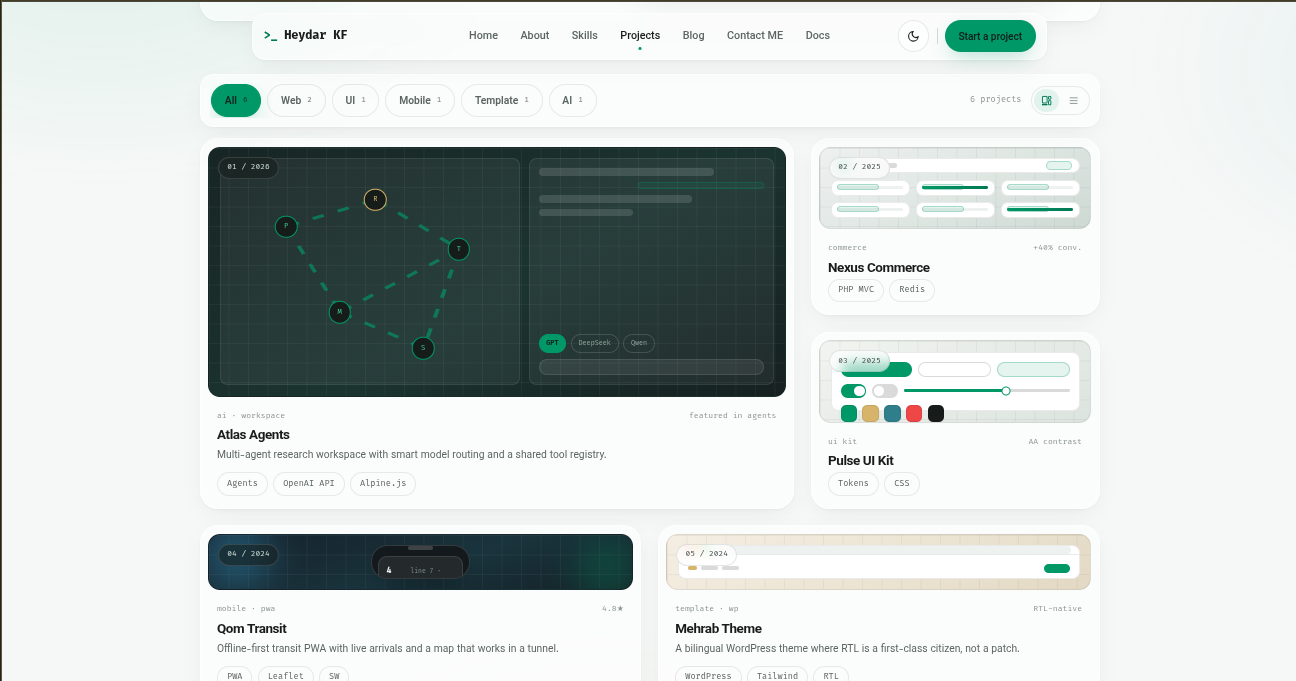 >_ Heydar KF
Home About Skills Projects Blog Contact ME Docs
Start a project
All 6 Web 2 UI 1 Mobile 1 Template 1 AI 1
6 projects
01 / 2026
R
P
T
M
S
GPT DeepSeek Qwen
ai · workspace featured in agents
Atlas Agents
Multi-agent research workspace with smart model routing and a shared tool registry.
Agents OpenAI API Alpine.js
02 / 2025
commerce +40% conv.
Nexus Commerce
PHP MVC Redis
03 / 2025
ui kit AA contrast
Pulse UI Kit
Tokens CSS
04 / 2024
4 line 7 ·
mobile · pwa 4.8★
Qom Transit
Offline-first transit PWA with live arrivals and a map that works in a tunnel.
PWA Leaflet SW
05 / 2024
template · wp RTL-native
Mehrab Theme
A bilingual WordPress theme where RTL is a first-class citizen, not a patch.
WordPress Tailwind RTL